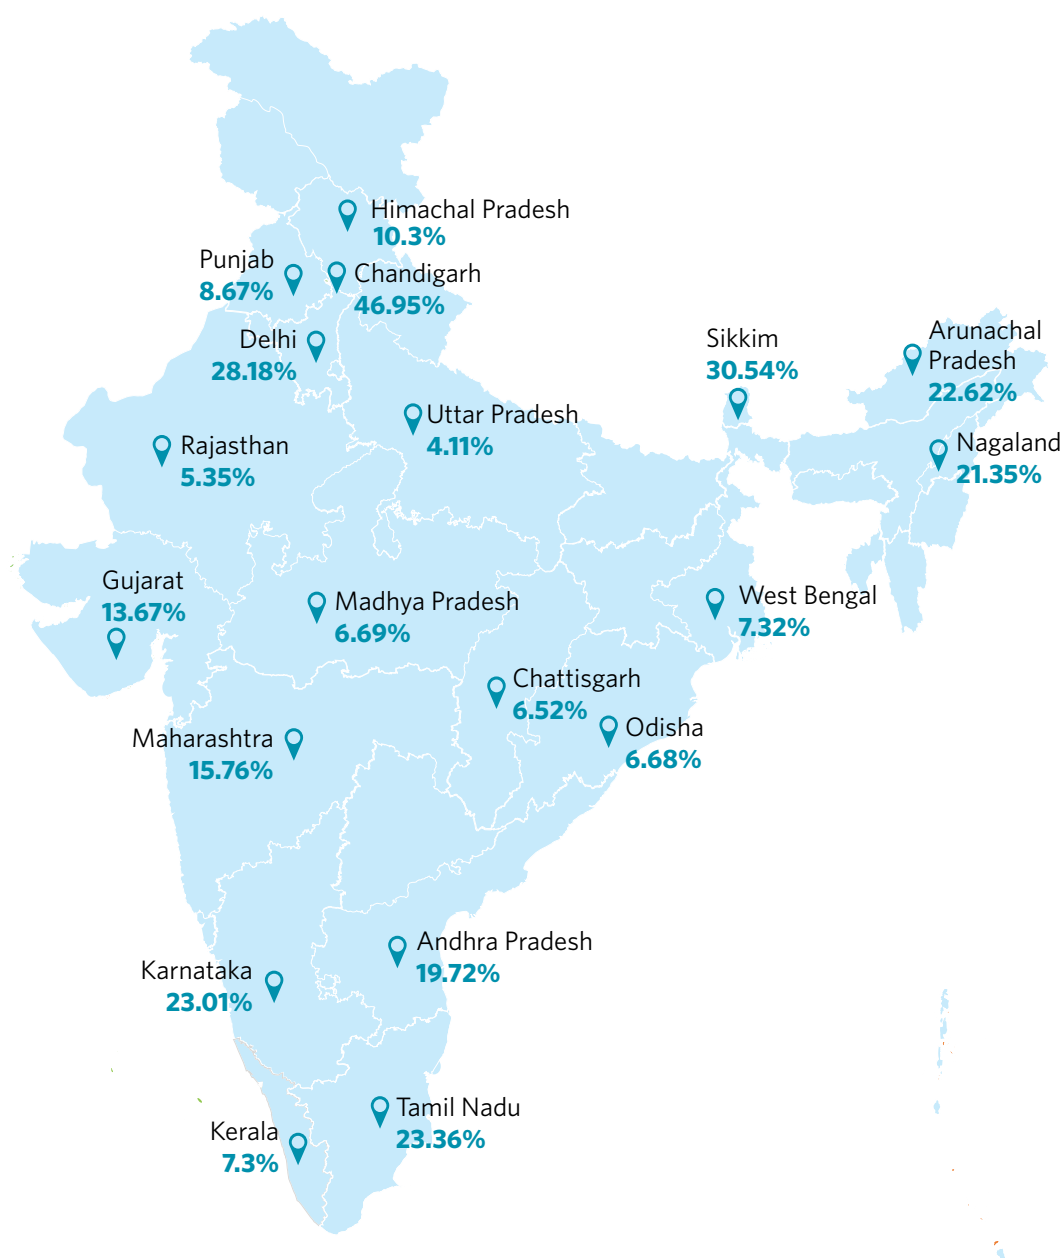 Himachal Pradesh
10.3%
Punjab
8.67%
Chandigarh
46.95%
Delhi
28.18%
Sikkim
30.54%
Arunachal
Pradesh
22.62%
Uttar Pradesh
4.11%
Rajasthan
5.35%
Nagaland
21.35%
Gujarat
13.67%
Madhya Pradesh
6.69%
West Bengal
7.32%
Chattisgarh
6.52%
Odisha
6.68%
Maharashtra
15.76%
Andhra Pradesh
19.72%
Karnataka
23.01%
Tamil Nadu
23.36%
Kerala
7.3%